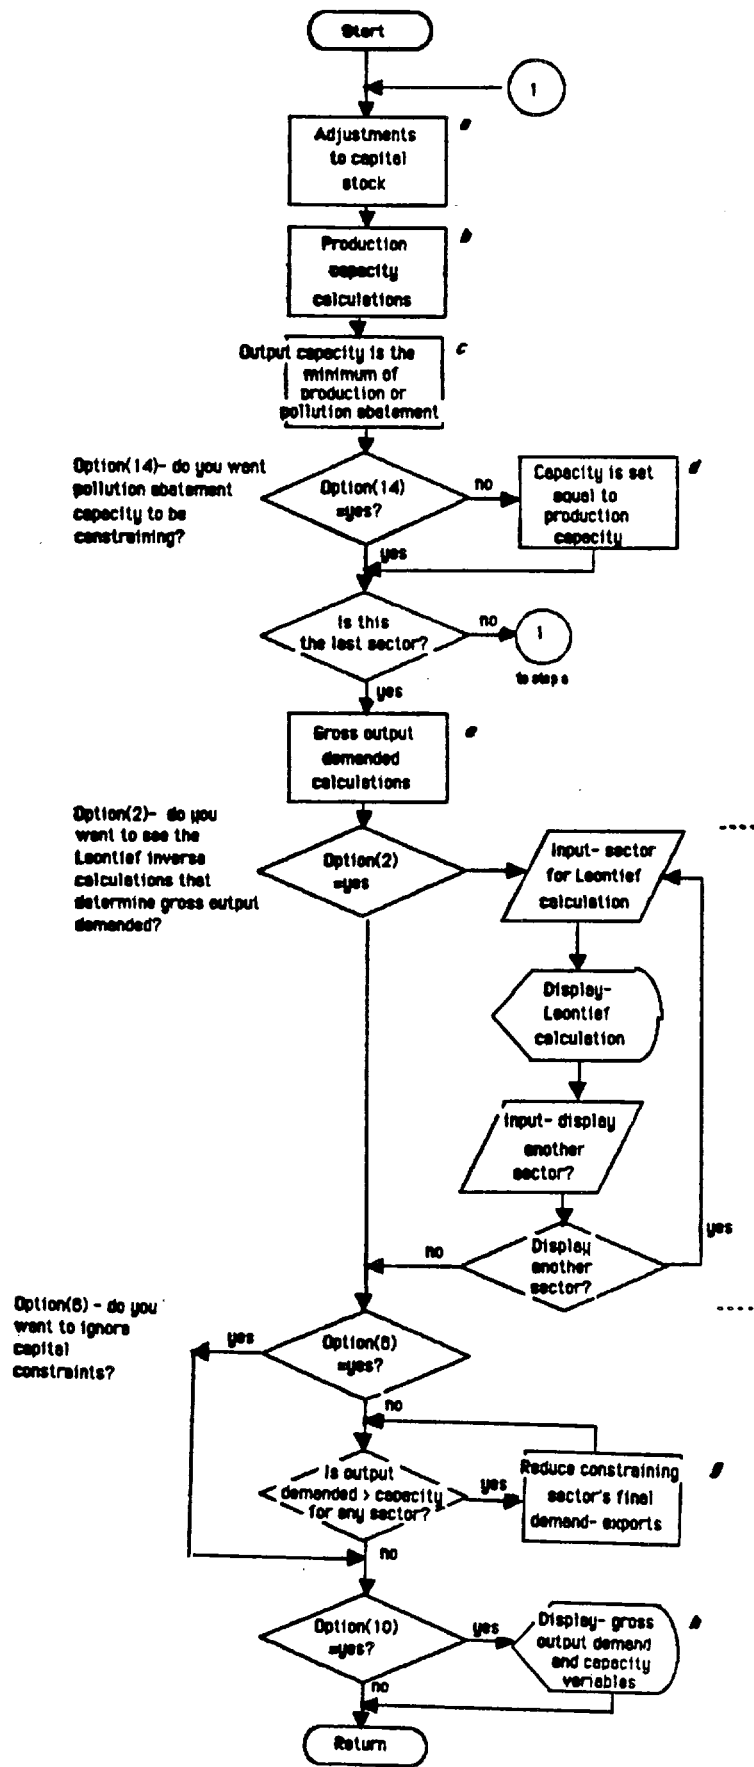 Start
1
a
Adjustments
to capital
stock
b
Production
capacity
calculations
c
Output capacity is the
minimum of
production or
pollution abatement
Option(14)- do you want
pollution abatement
capacity to be
constraining?
Option(14)
=yes?
no
d
Capacity is set
equal to
production
capacity
yes
Is this
the last sector?
no
1
to step a
yes
e
Gross output
demanded
calculations
Option(2)- do you
want to see the
Leontief inverse
calculations that
determine gross output
demanded?
Option(2)
=yes
Input- sector
for Leontief
calculation
Display-
Leontief
calculation
Input- display
another
sector?
Display
another
sector?
no
yes
Option(6) - do you
want to ignore
capital
constraints?
yes
Option(6)
=yes?
no
Is output
demanded > capacity
for any sector?
yes
g
Reduce constraining
sector's final
demand- exports
no
Option(10)
=yes?
yes
h
Display- gross
output demand
and capacity
variables
no
Return